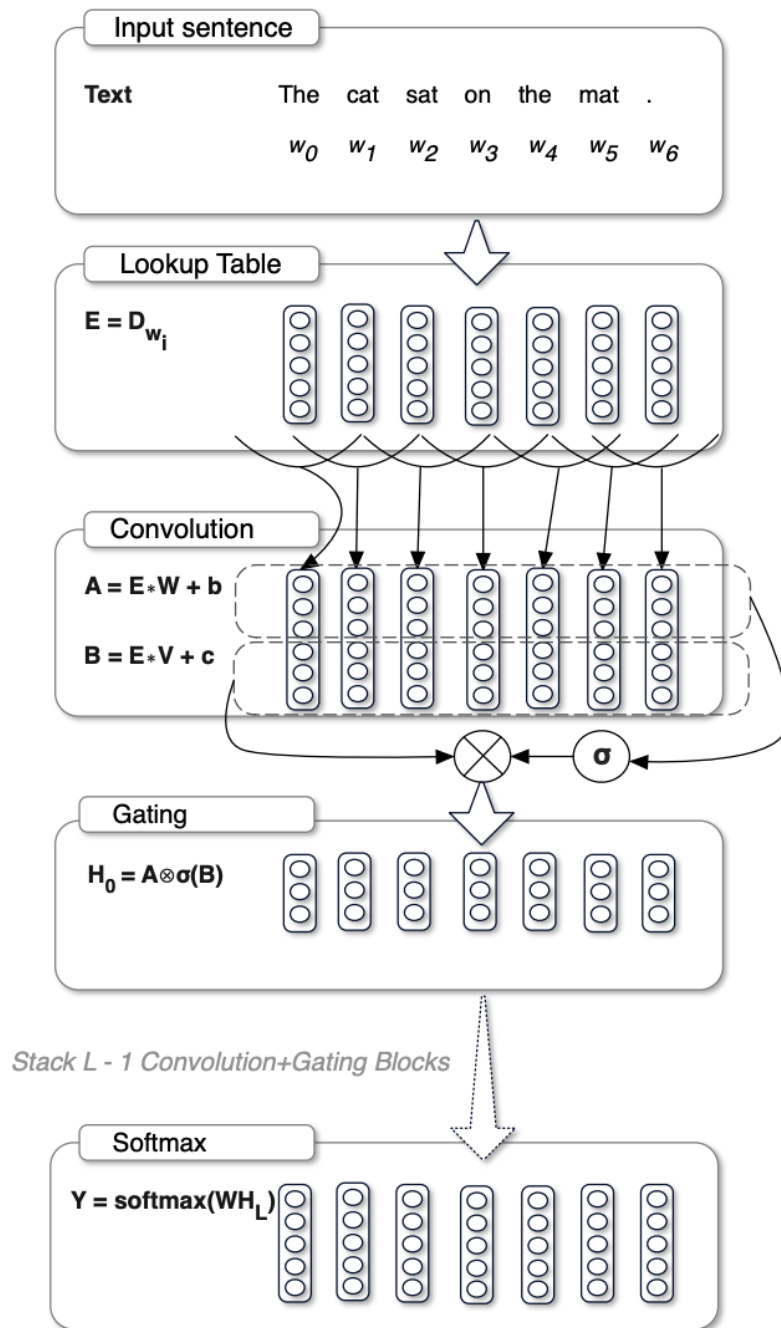 Input sentence
Text The cat sat on the mat .
w0 w1 w2 w3 w4 w5 w6
Lookup Table
E = Dwi
Convolution
A = E*W + b
B = E*V + c
σ
Gating
H0 = A⊗σ(B)
Stack L - 1 Convolution+Gating Blocks
Softmax
Y = softmax(WHL)